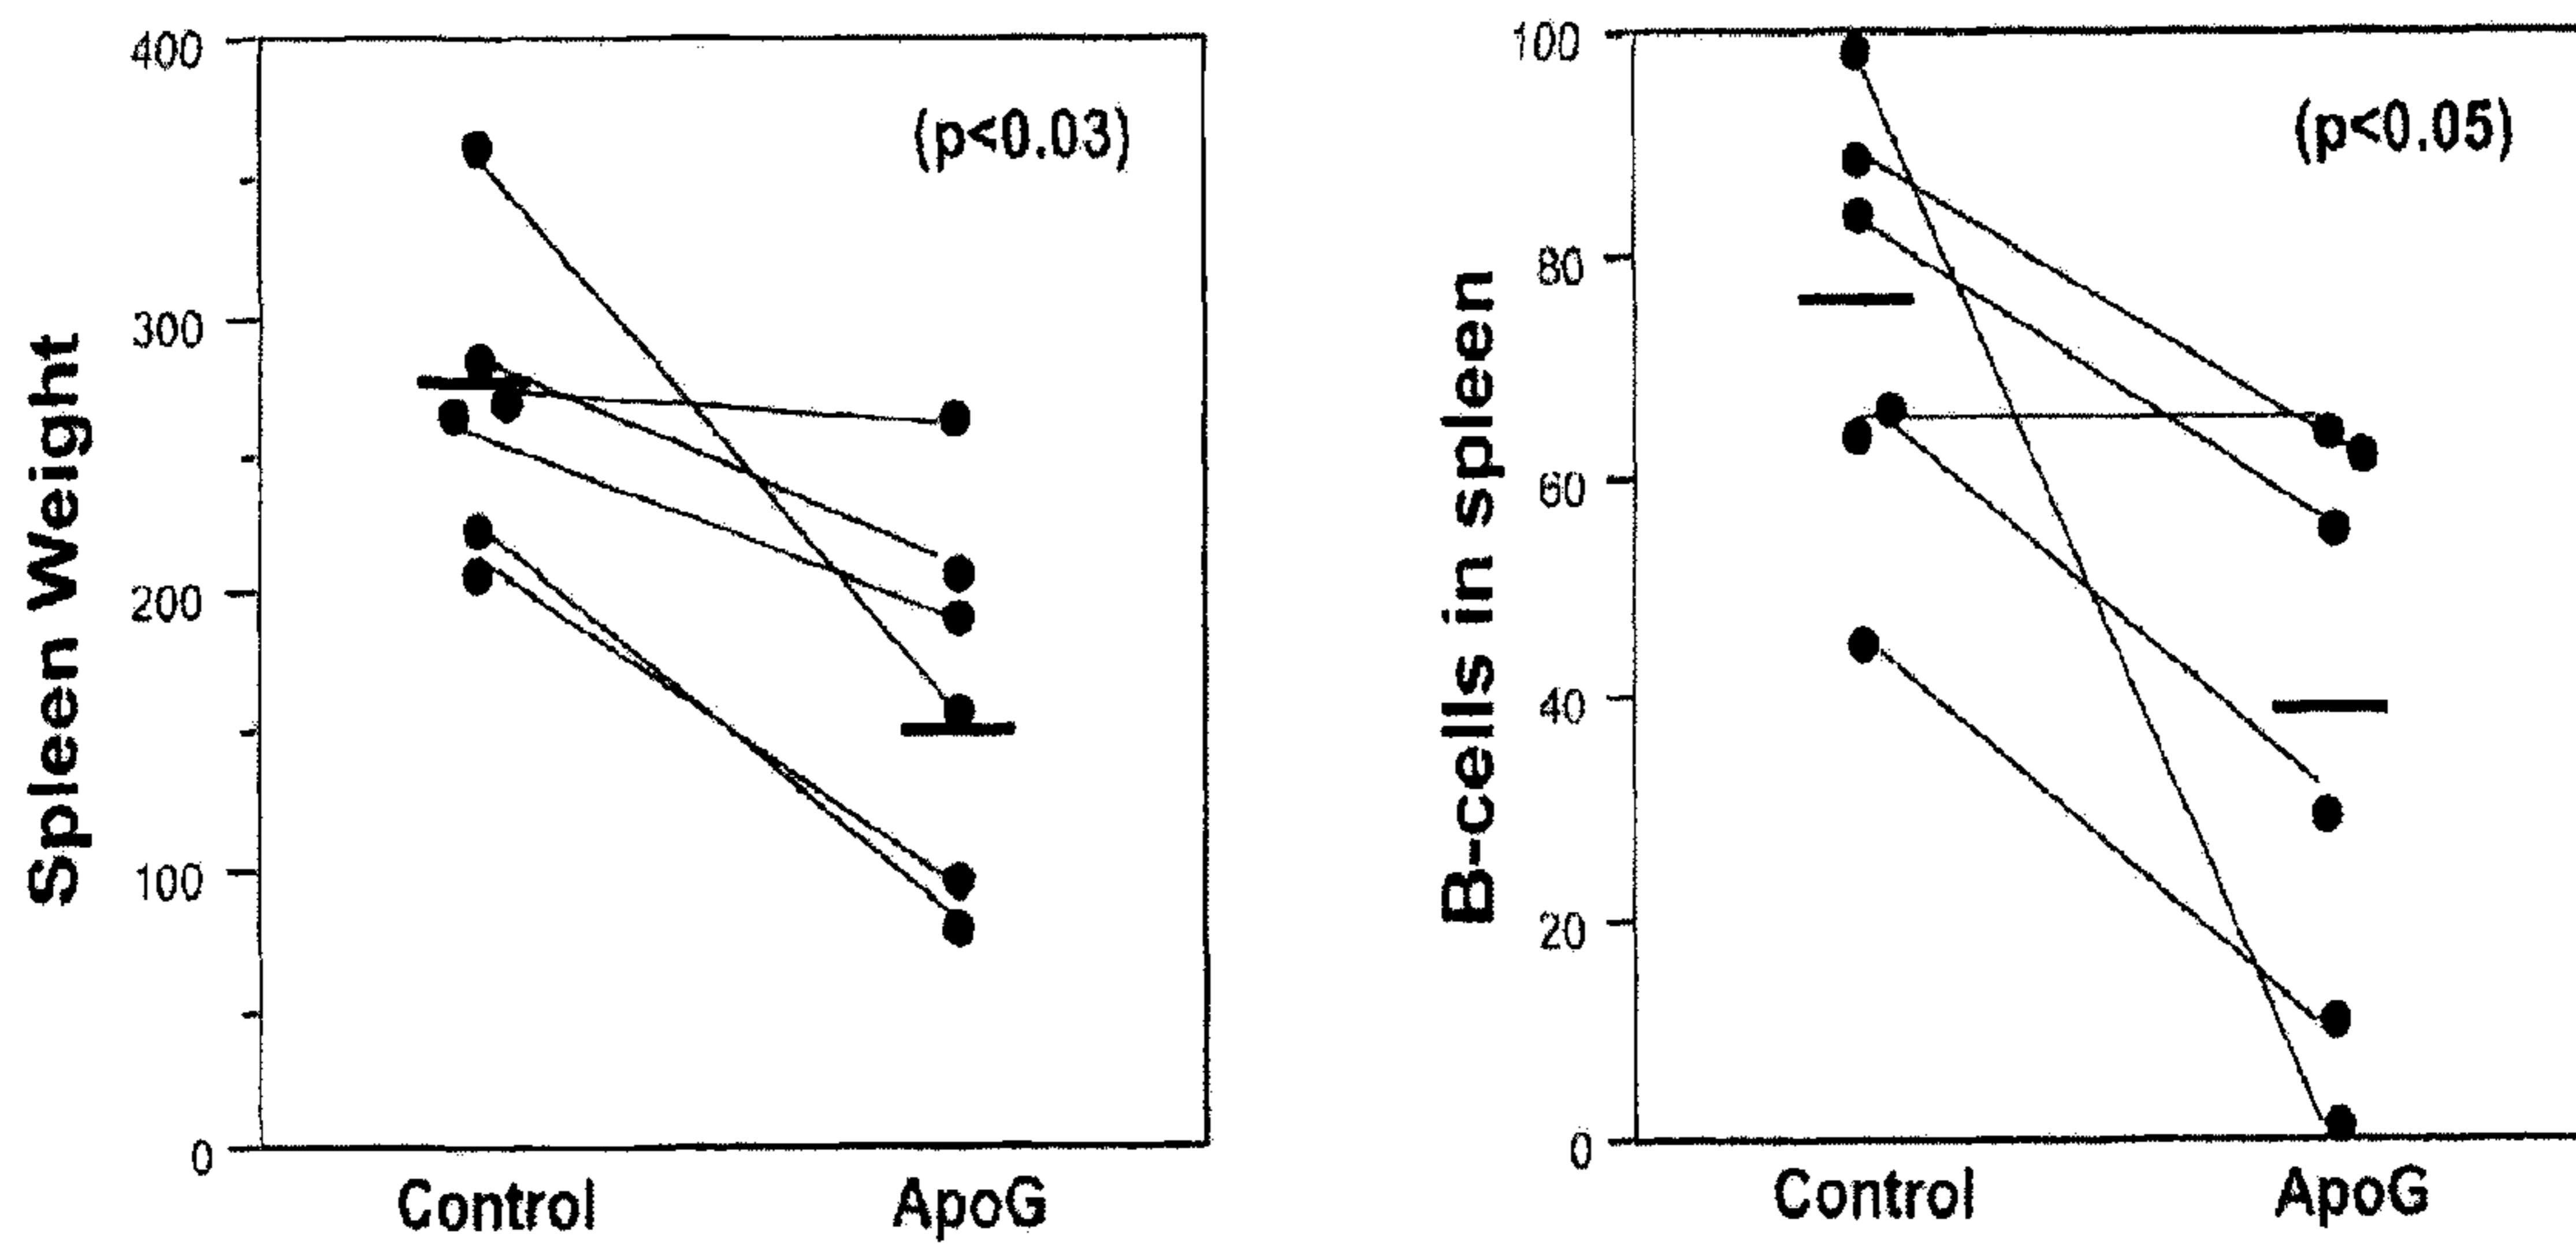 Spleen Weight
400
300
200
100
0
(p<0.03)
Control ApoG
B-cells in spleen
100
80
60
40
20
0
(p<0.05)
Control ApoG